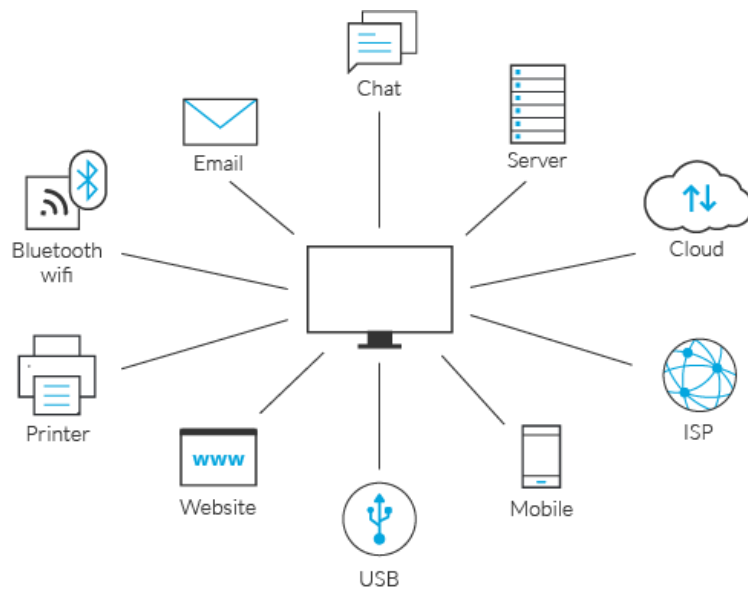 Chat
Email
Server
Bluetooth
wifi
Cloud
Printer
ISP
www
Website
Mobile
USB